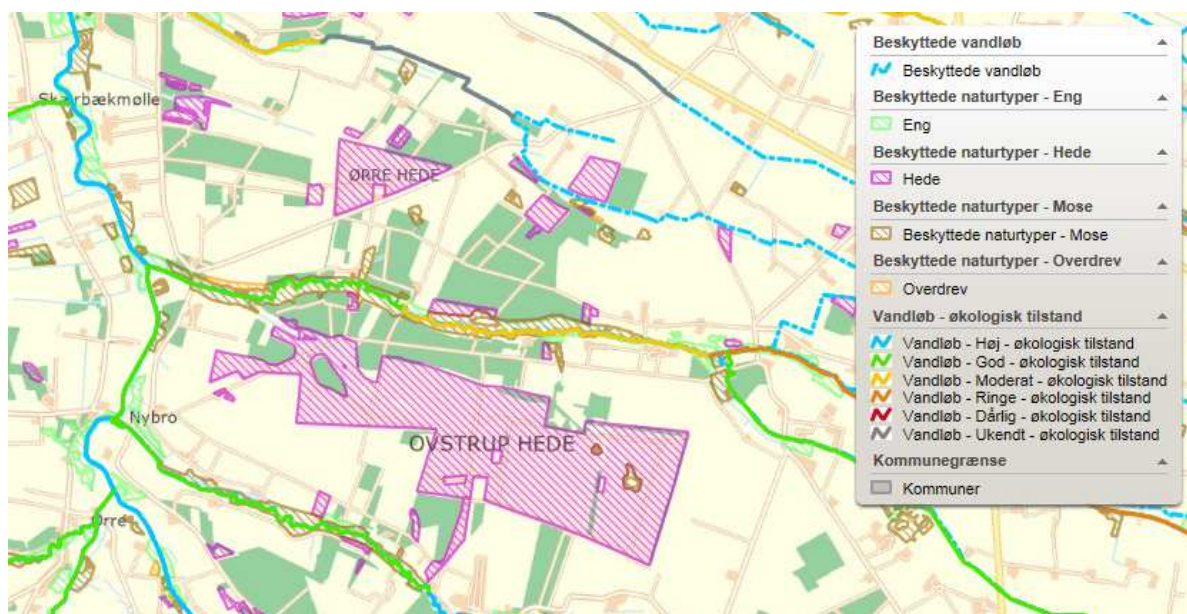 Skærbækmølle
ØRRE HEDE
Nybro
OVSTRUP HEDE
Ørre
Beskyttede vandløb
Beskyttede vandløb
Beskyttede naturtyper - Eng
Eng
Beskyttede naturtyper - Hede
Hede
Beskyttede naturtyper - Mose
Beskyttede naturtyper - Mose
Beskyttede naturtyper - Overdrev
Overdrev
Vandløb - økologisk tilstand
Vandløb - Høj - økologisk tilstand
Vandløb - God - økologisk tilstand
Vandløb - Moderat - økologisk tilstand
Vandløb - Ringe - økologisk tilstand
Vandløb - Dårlig - økologisk tilstand
Vandløb - Ukendt - økologisk tilstand
Kommunegrænse
Kommuner